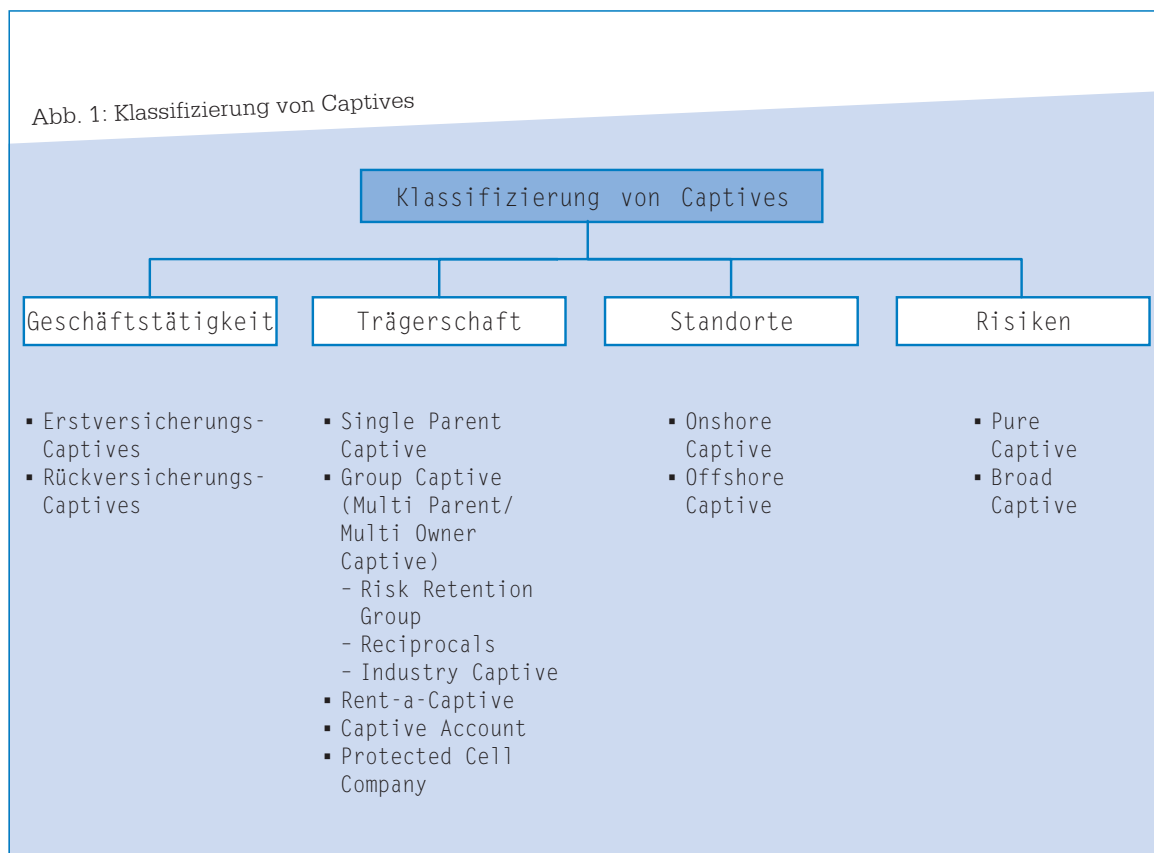 Abb. 1: Klassifizierung von Captives
Klassifizierung von Captives
Geschäftstätigkeit
Trägerschaft
Standorte
Risiken
▪ Erstversicherungs-
Captives
▪ Rückversicherungs-
Captives
▪ Single Parent
Captive
▪ Group Captive
(Multi Parent/
Multi Owner
Captive)
– Risk Retention
Group
– Reciprocals
– Industry Captive
▪ Rent-a-Captive
▪ Captive Account
▪ Protected Cell
Company
▪ Onshore
Captive
▪ Offshore
Captive
▪ Pure
Captive
▪ Broad
Captive